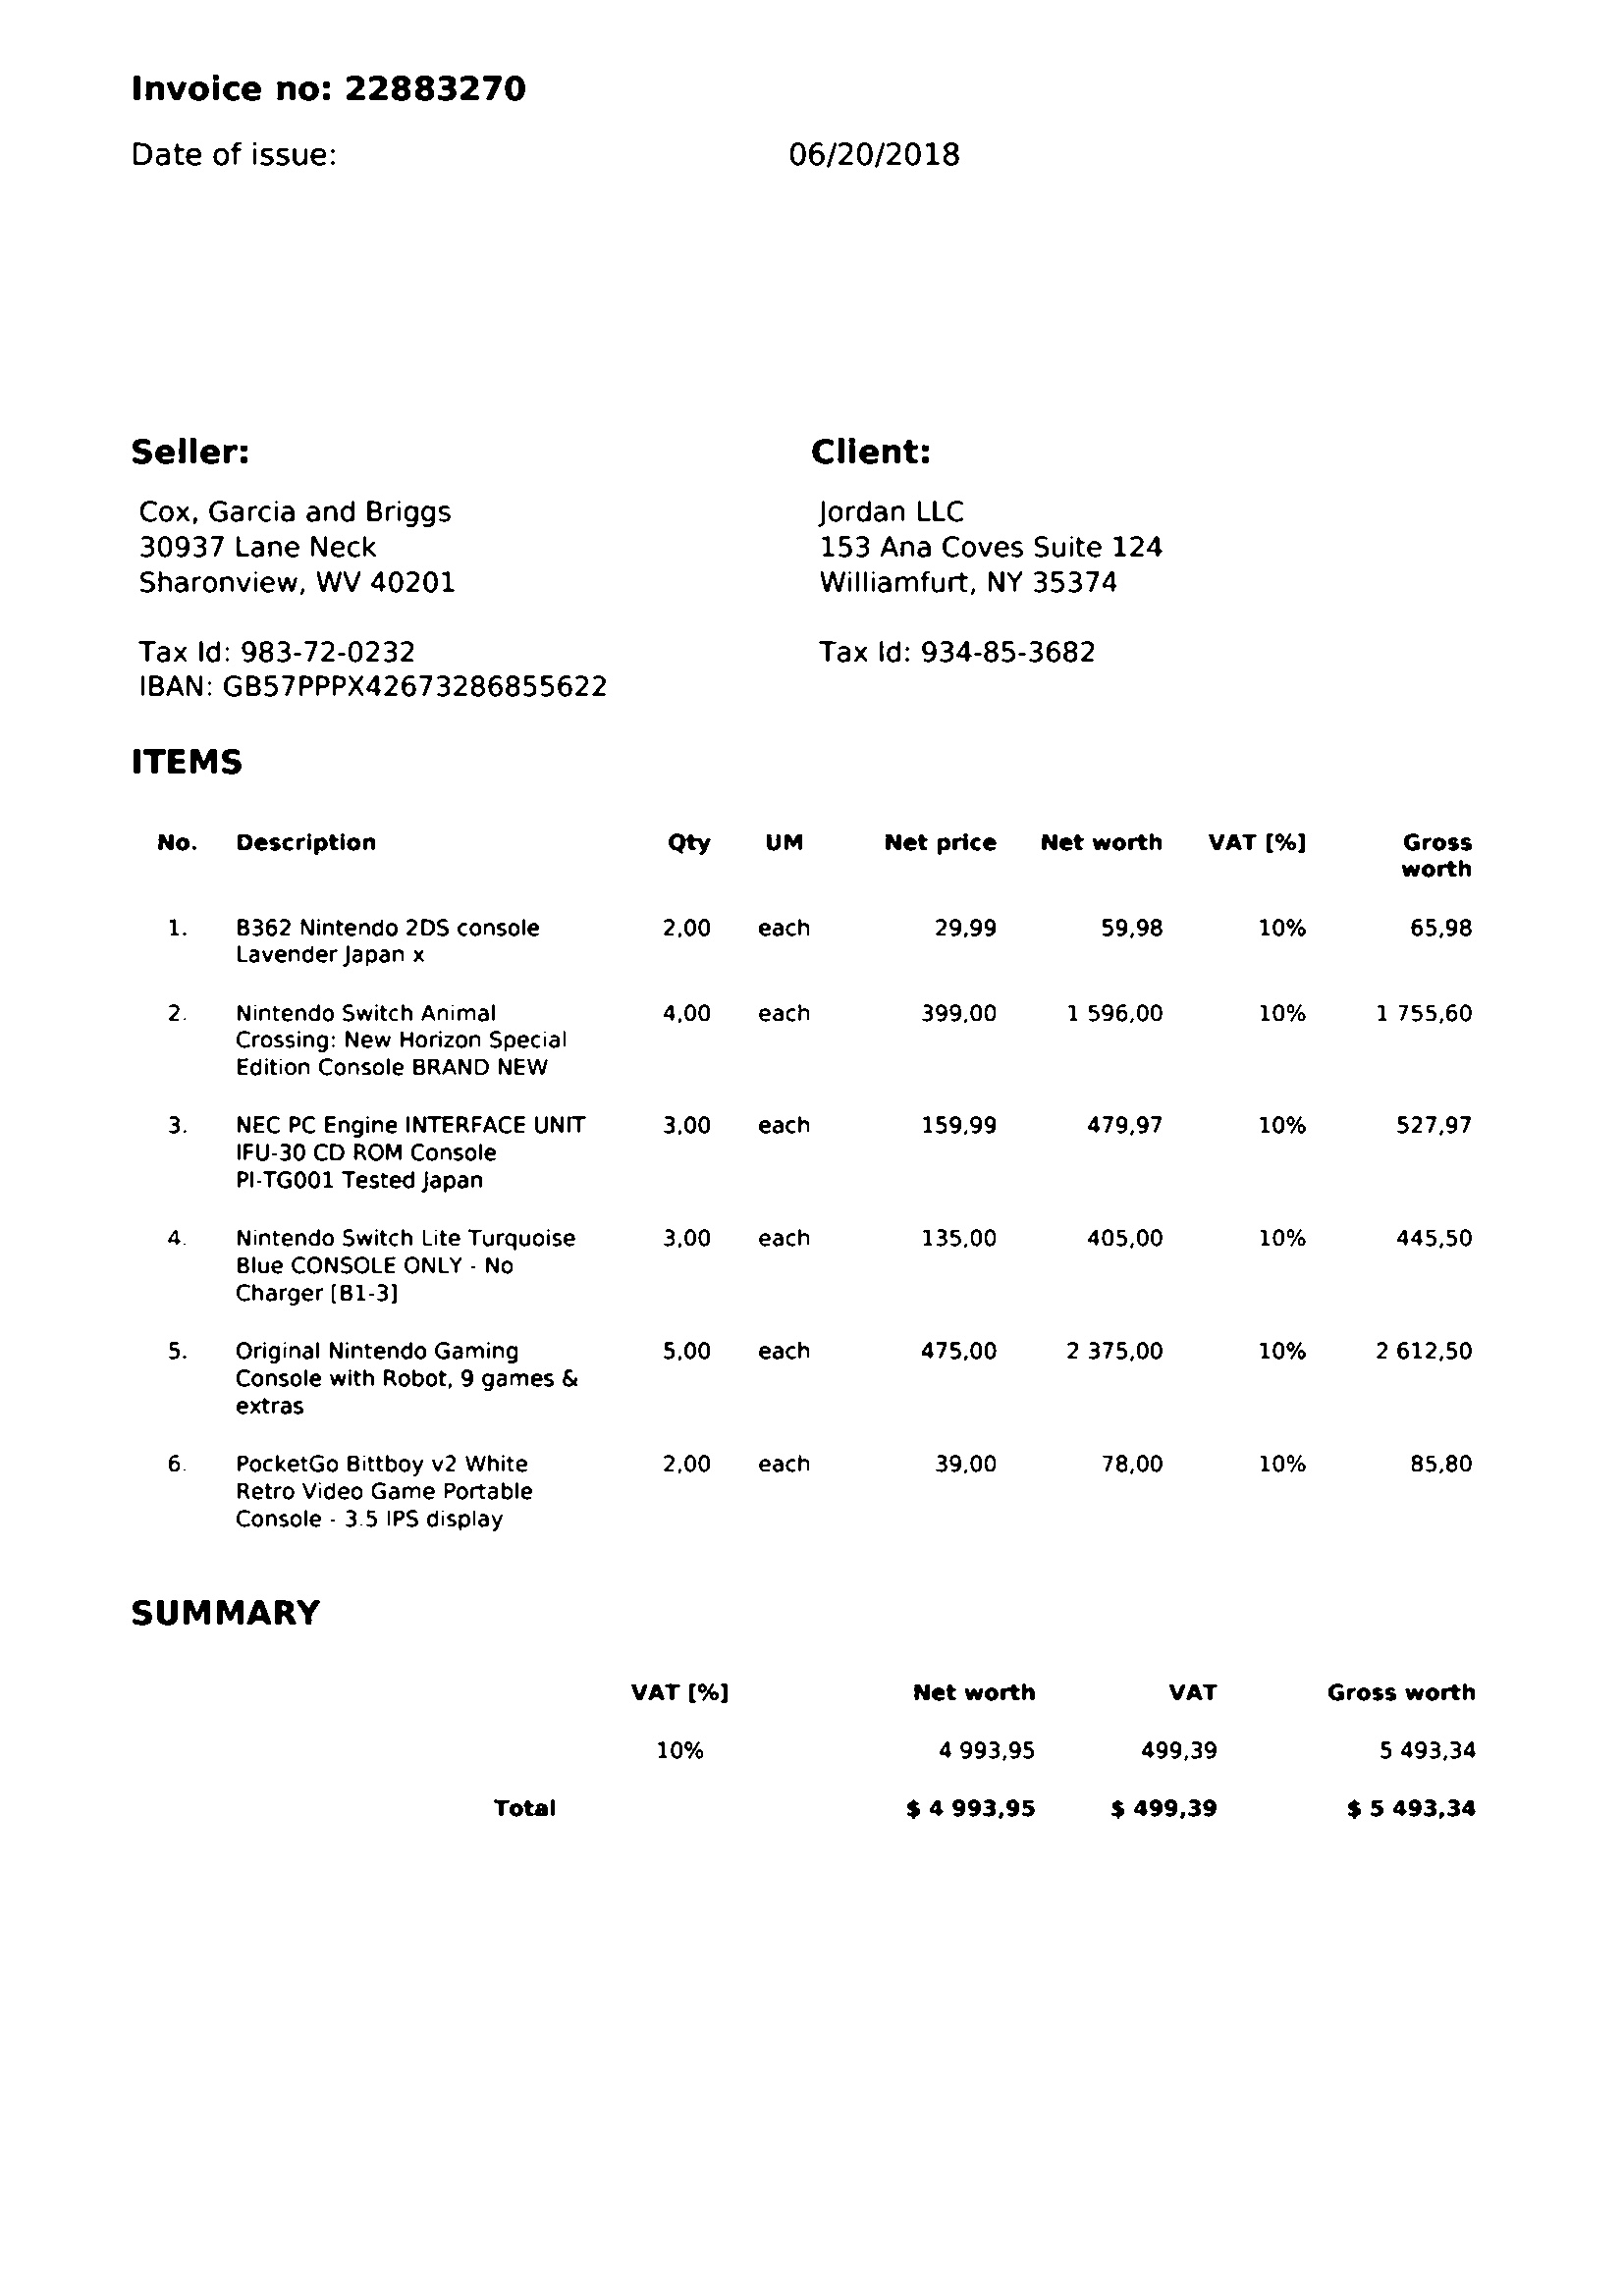 Invoice no: 22883270
Date of issue: 06/20/2018
Seller: Client:
Cox, Garcia and Briggs Jordan LLC
30937 Lane Neck 153 Ana Coves Suite 124
Sharonview, WV 40201 Williamfurt, NY 35374
Tax Id: 983-72-0232 Tax Id: 934-85-3682
IBAN: GB57PPPX42673286855622
ITEMS
No. Description Qty UM Net price Net worth VAT [%] Gross
worth
1. B362 Nintendo 2DS console 2,00 each 29,99 59,98 10% 65,98
Lavender Japan x
2. Nintendo Switch Animal 4,00 each 399,00 1 596,00 10% 1 755,60
Crossing: New Horizon Special
Edition Console BRAND NEW
3. NEC PC Engine INTERFACE UNIT 3,00 each 159,99 479,97 10% 527,97
IFU-30 CD ROM Console
PI-TG001 Tested Japan
4. Nintendo Switch Lite Turquoise 3,00 each 135,00 405,00 10% 445,50
Blue CONSOLE ONLY - No
Charger [B1-3]
5. Original Nintendo Gaming 5,00 each 475,00 2 375,00 10% 2 612,50
Console with Robot, 9 games &
extras
6. PocketGo Bittboy v2 White 2,00 each 39,00 78,00 10% 85,80
Retro Video Game Portable
Console - 3.5 IPS display
SUMMARY
VAT [%] Net worth VAT Gross worth
10% 4 993,95 499,39 5 493,34
Total $ 4 993,95 $ 499,39 $ 5 493,34